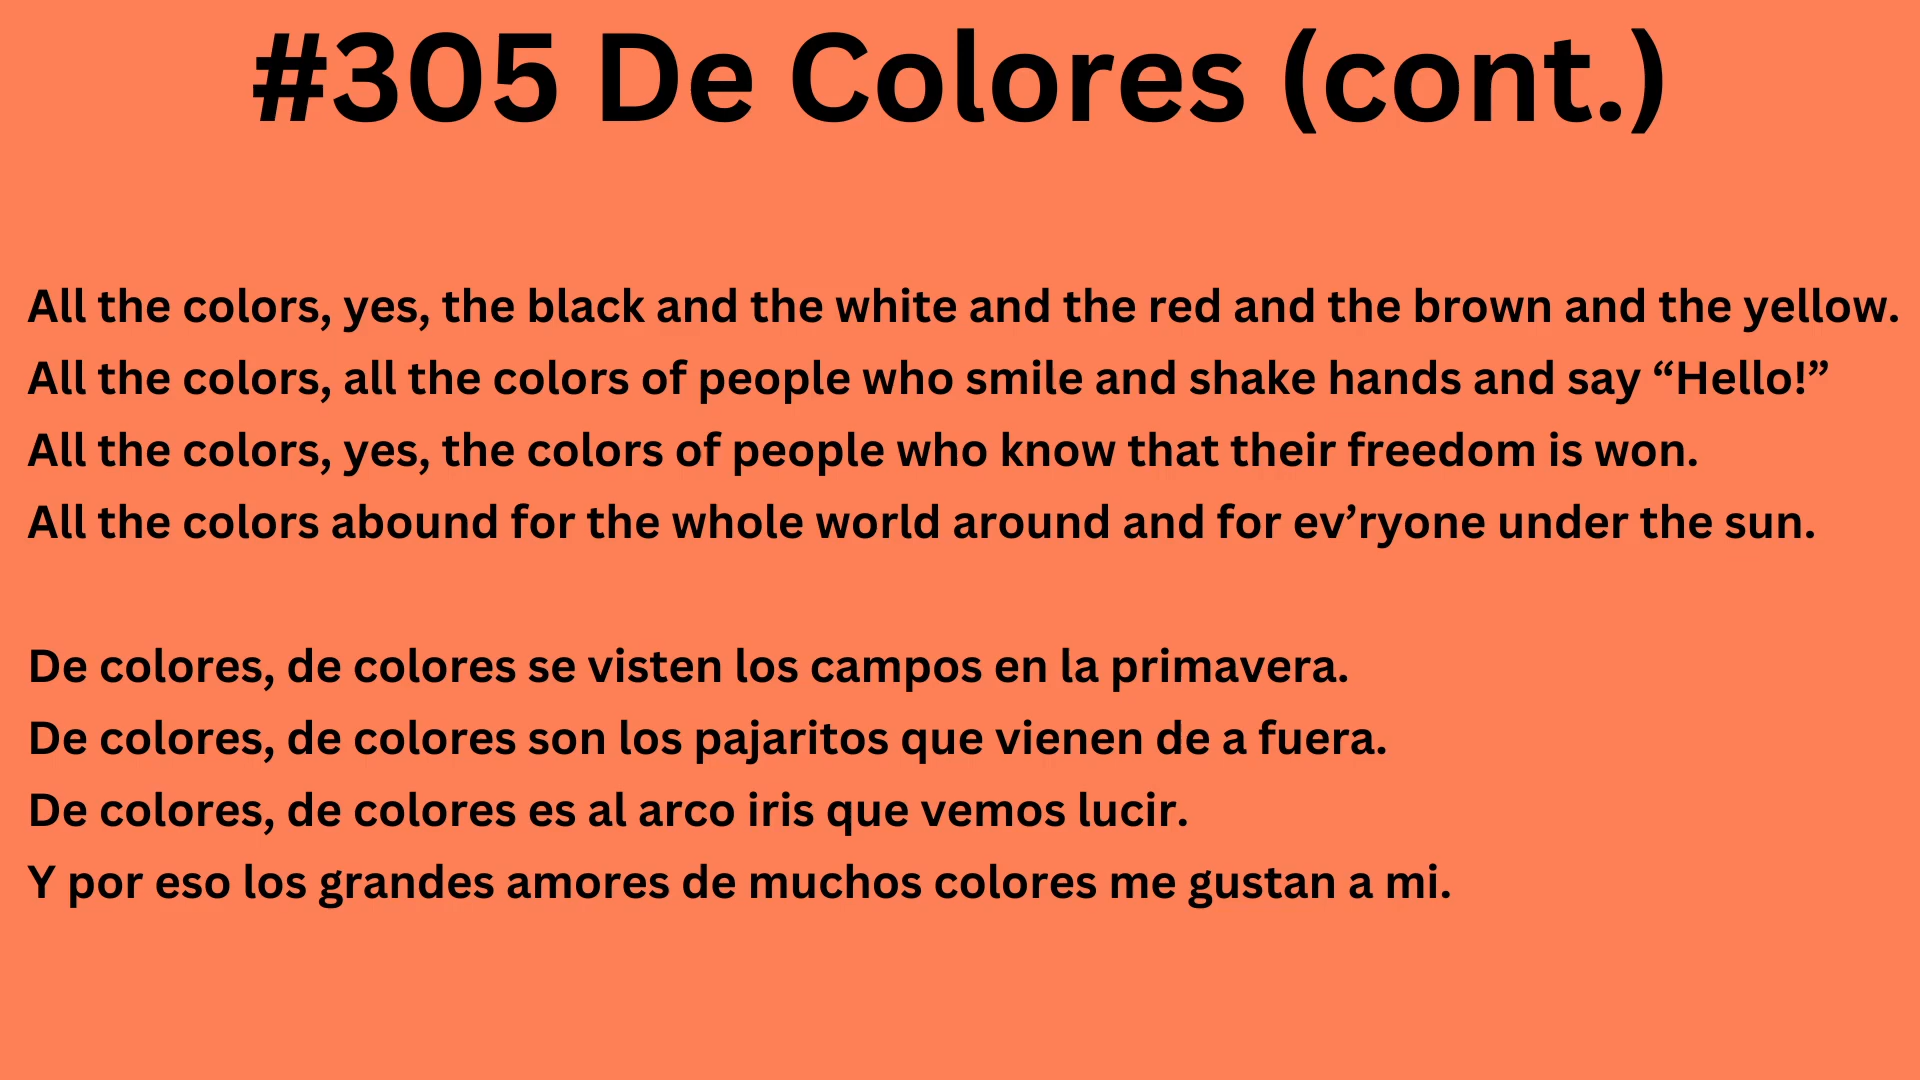 #305 De Colores (cont.)
All the colors, yes, the black and the white and the red and the brown and the yellow.
All the colors, all the colors of people who smile and shake hands and say “Hello!”
All the colors, yes, the colors of people who know that their freedom is won.
All the colors abound for the whole world around and for ev’ryone under the sun.
De colores, de colores se visten los campos en la primavera.
De colores, de colores son los pajaritos que vienen de a fuera.
De colores, de colores es al arco iris que vemos lucir.
Y por eso los grandes amores de muchos colores me gustan a mi.